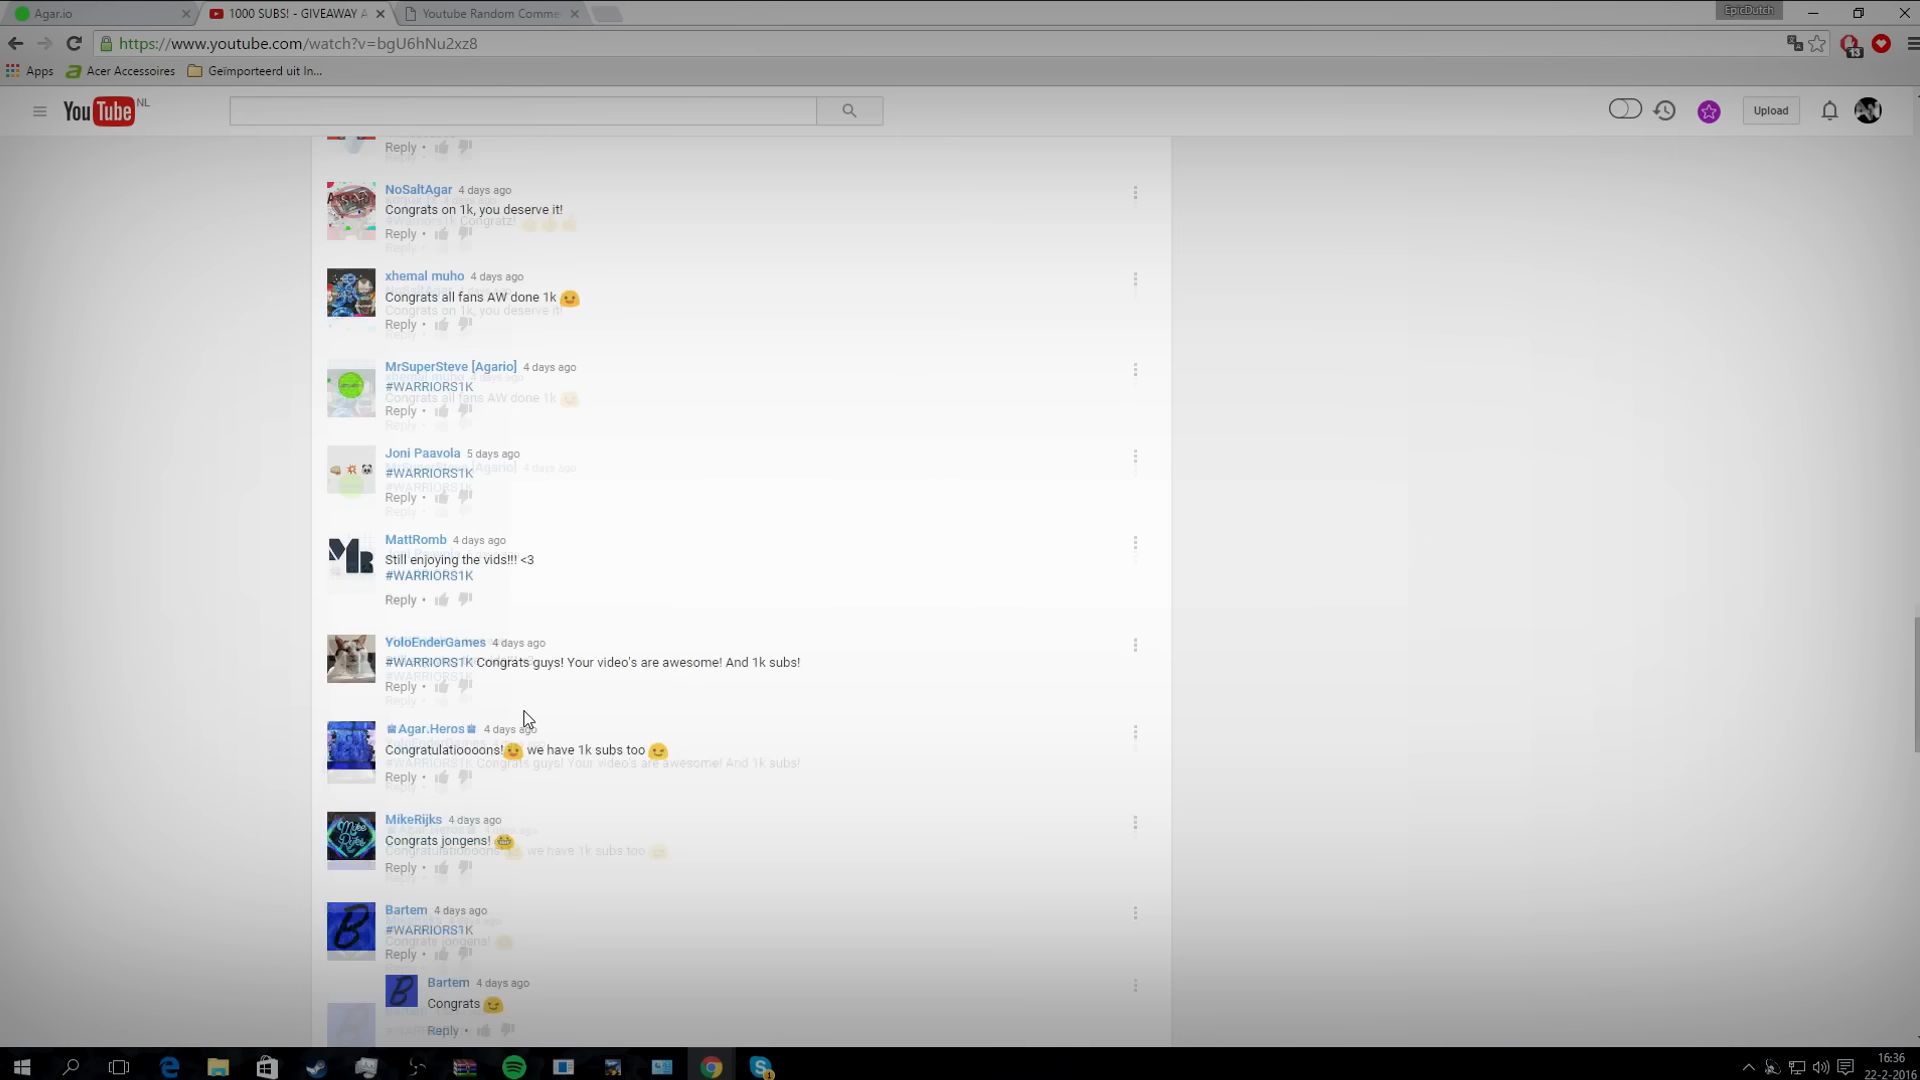 Agar.io
1000 SUBS! - GIVEAWAY A
Youtube Random Comme
EpicDutch
https://www.youtube.com/watch?v=bgU6hNu2xz8
13
Apps
Acer Accessoires
Geïmporteerd uit In...
YouTube NL
Upload
Reply •
NoSaltAgar 4 days ago
Congrats on 1k, you deserve it!
Reply •
xhemal muho 4 days ago
Congrats all fans AW done 1k 😃
Reply •
MrSuperSteve [Agario] 4 days ago
#WARRIORS1K
Reply •
Joni Paavola 5 days ago
#WARRIORS1K
Reply •
MattRomb 4 days ago
Still enjoying the vids!!! <3
#WARRIORS1K
Reply •
YoloEnderGames 4 days ago
#WARRIORS1K Congrats guys! Your video's are awesome! And 1k subs!
Reply •
Agar.Heros 4 days ago
Congratulatioooons!😃 we have 1k subs too 😉
Reply •
MikeRijks 4 days ago
Congrats jongens! 😁
Reply •
Bartem 4 days ago
#WARRIORS1K
Reply •
Bartem 4 days ago
Congrats 😉
Reply •
16:36
22-2-2016